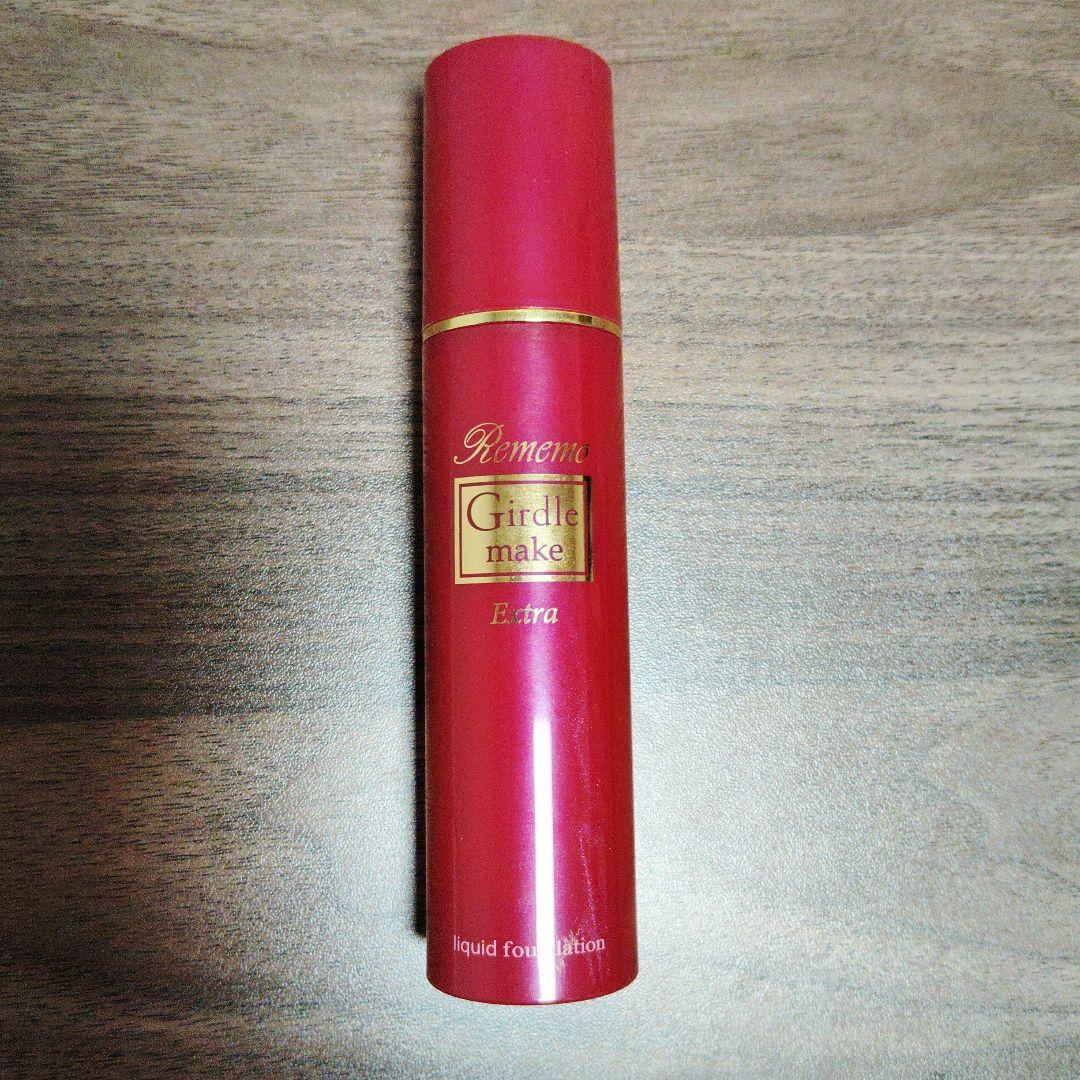 Rememo
Girdle
make
Extra
liquid foundation